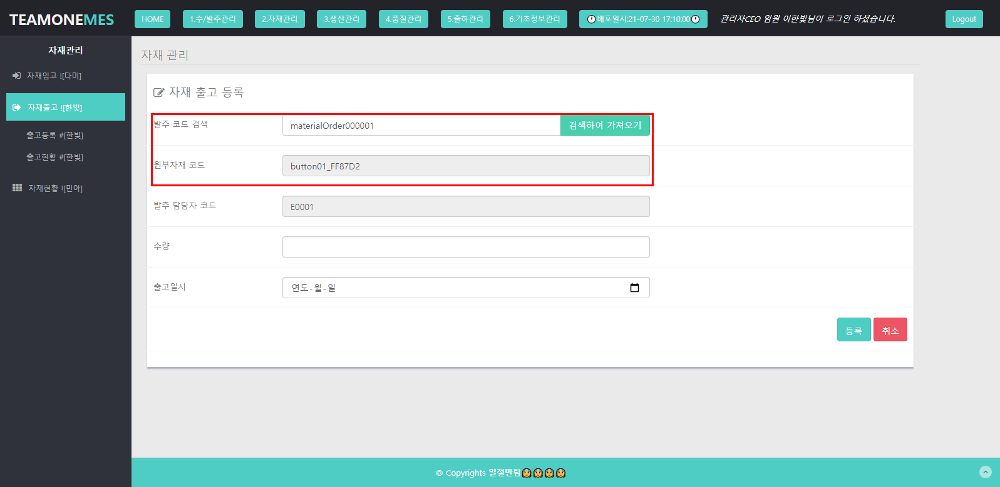 TEAMONEMES
HOME
1.수/발주관리
2.자재관리
3.생산관리
4.품질관리
5.출하관리
6.기초정보관리
🕐배포일시:21-07-30 17:10:00🕐
관리자CEO 임원 이한빛님이 로그인 하셨습니다.
Logout
자재관리
자재입고 ![다미]
자재출고 ![한빛]
출고등록 #[한빛]
출고현황 #[한빛]
자재현황 ![민아]
자재 관리
자재 출고 등록
발주 코드 검색
materialOrder000001
검색하여 가져오기
원부자재 코드
button01_FF87D2
발주 담당자 코드
E0001
수량
출고일시
연도-월-일
등록
취소
© Copyrights 일절만팀